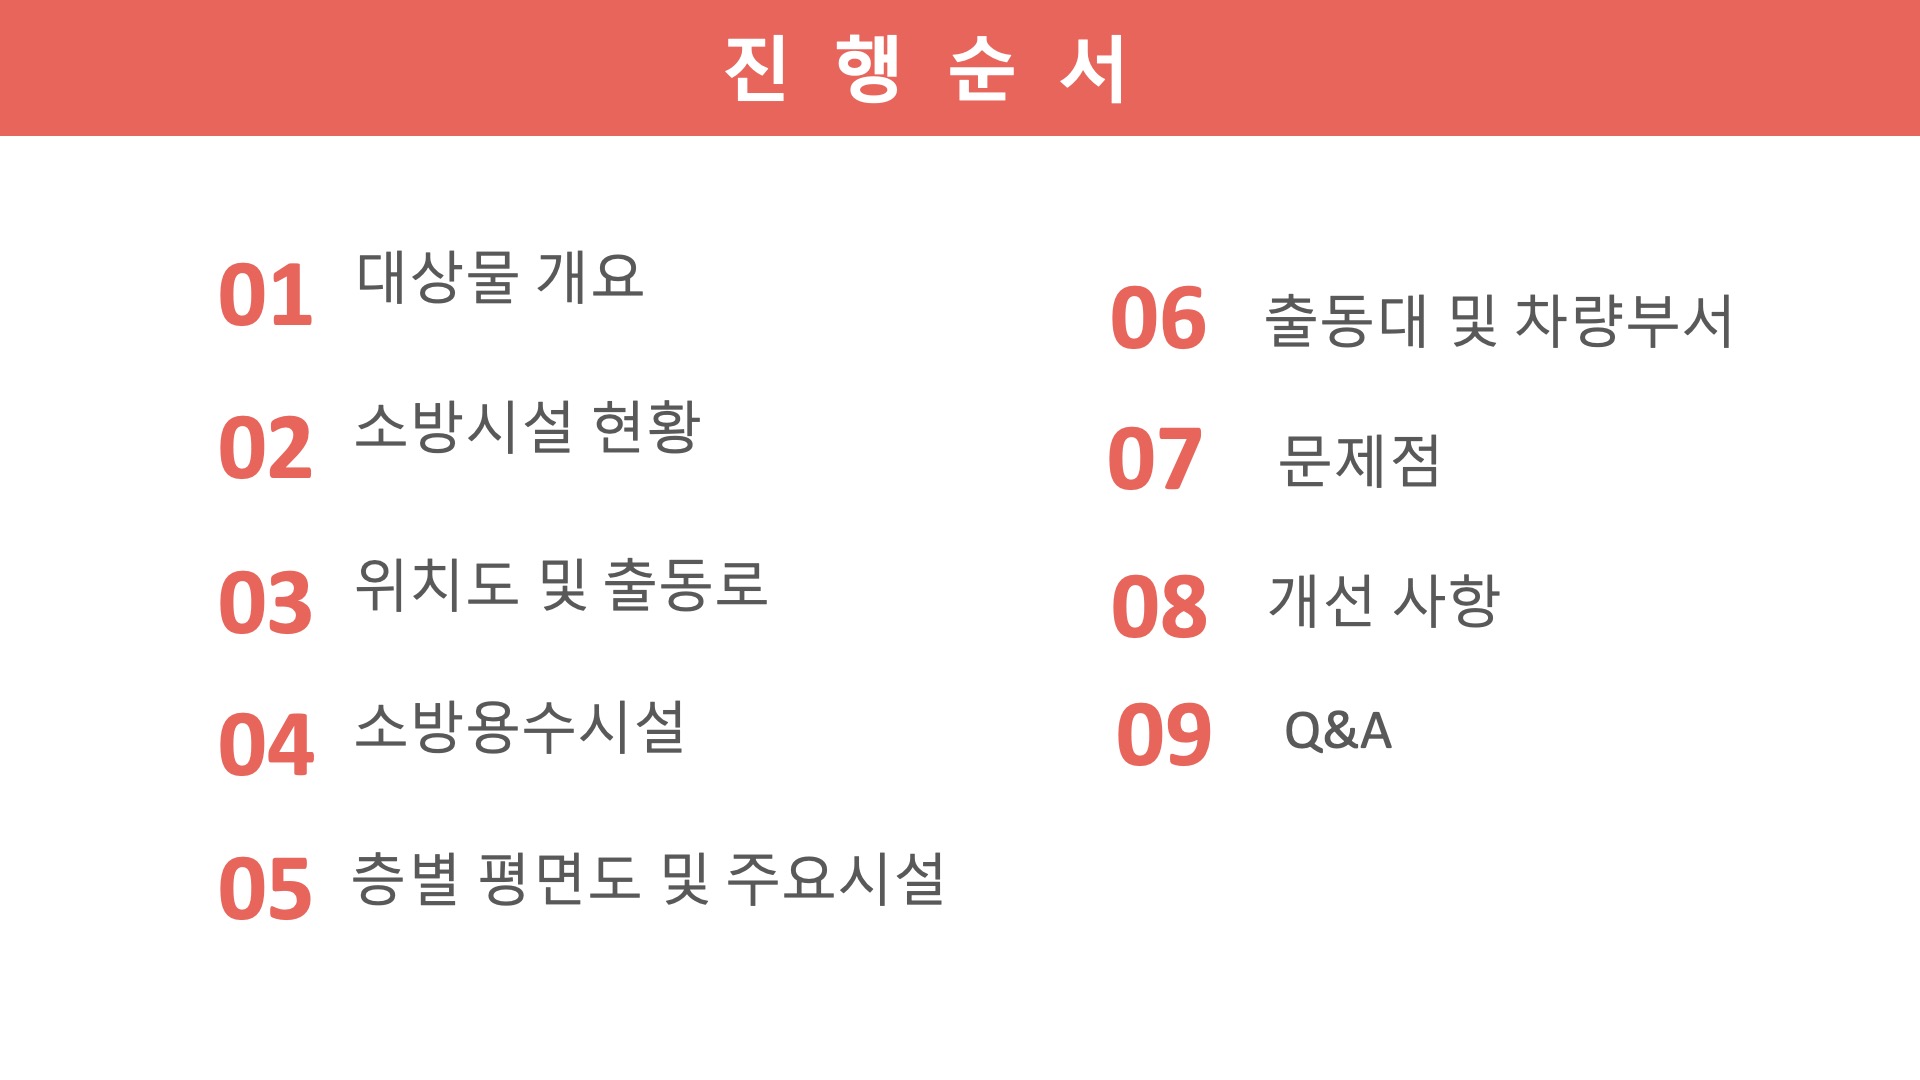 진 행 순 서
01 대상물 개요
02 소방시설 현황
03 위치도 및 출동로
04 소방용수시설
05 층별 평면도 및 주요시설
06 출동대 및 차량부서
07 문제점
08 개선 사항
09 Q&A